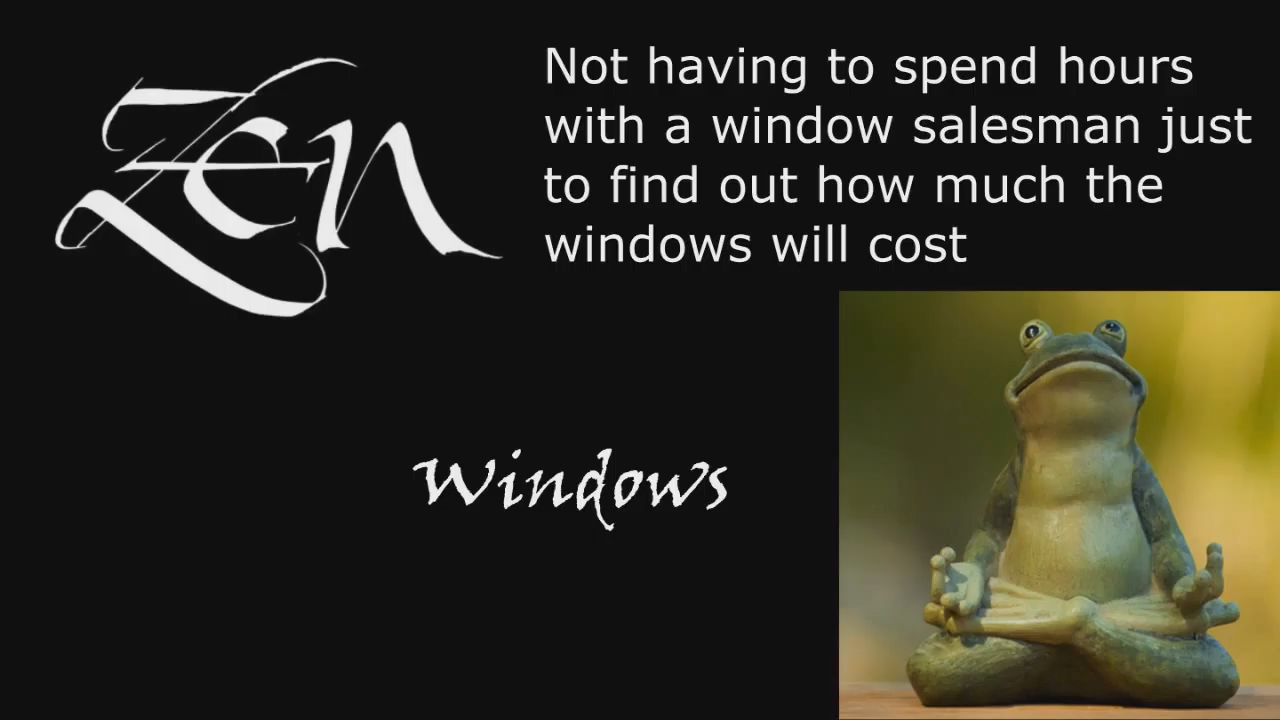 Zen
Not having to spend hours
with a window salesman just
to find out how much the
windows will cost
Windows